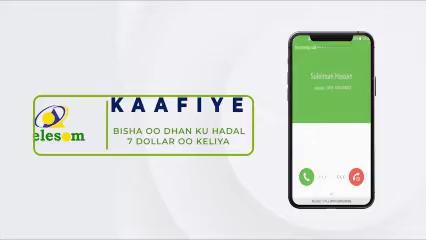 KAAFIYE
elesom
BISHA OO DHAN KU HADAL
7 DOLLAR OO KELIYA
Suleiman Hassan